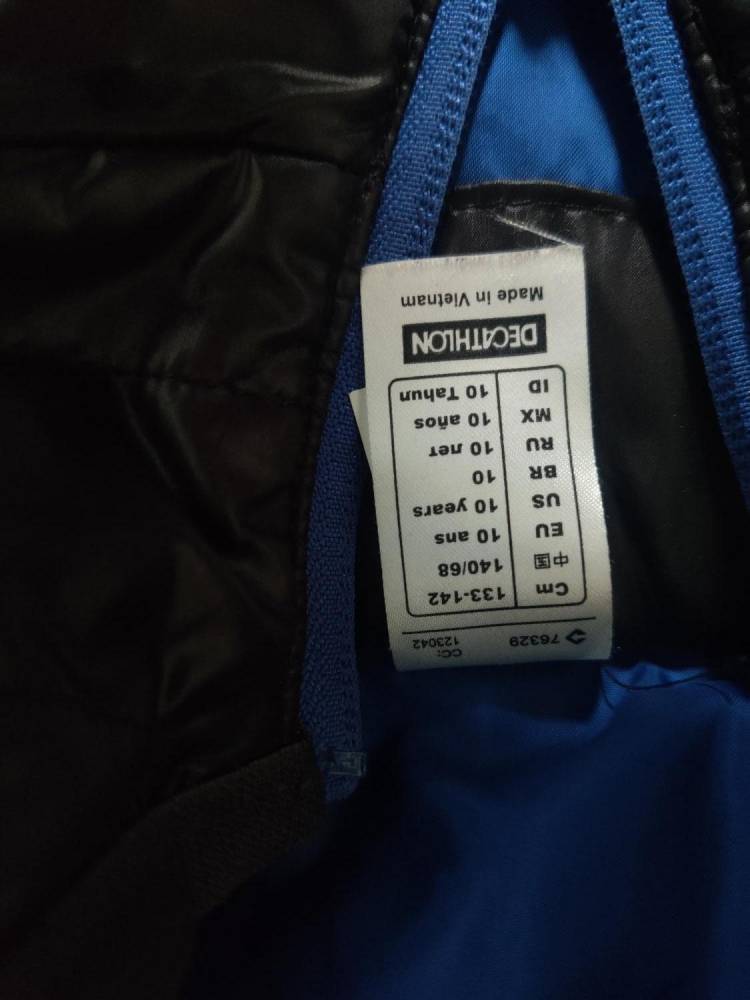 76329 CC: 123042
Cm 133-142
中国 140/68
EU 10 ans
US 10 years
BR 10
RU 10 лет
MX 10 años
ID 10 Tahun
DECATHLON
Made in Vietnam